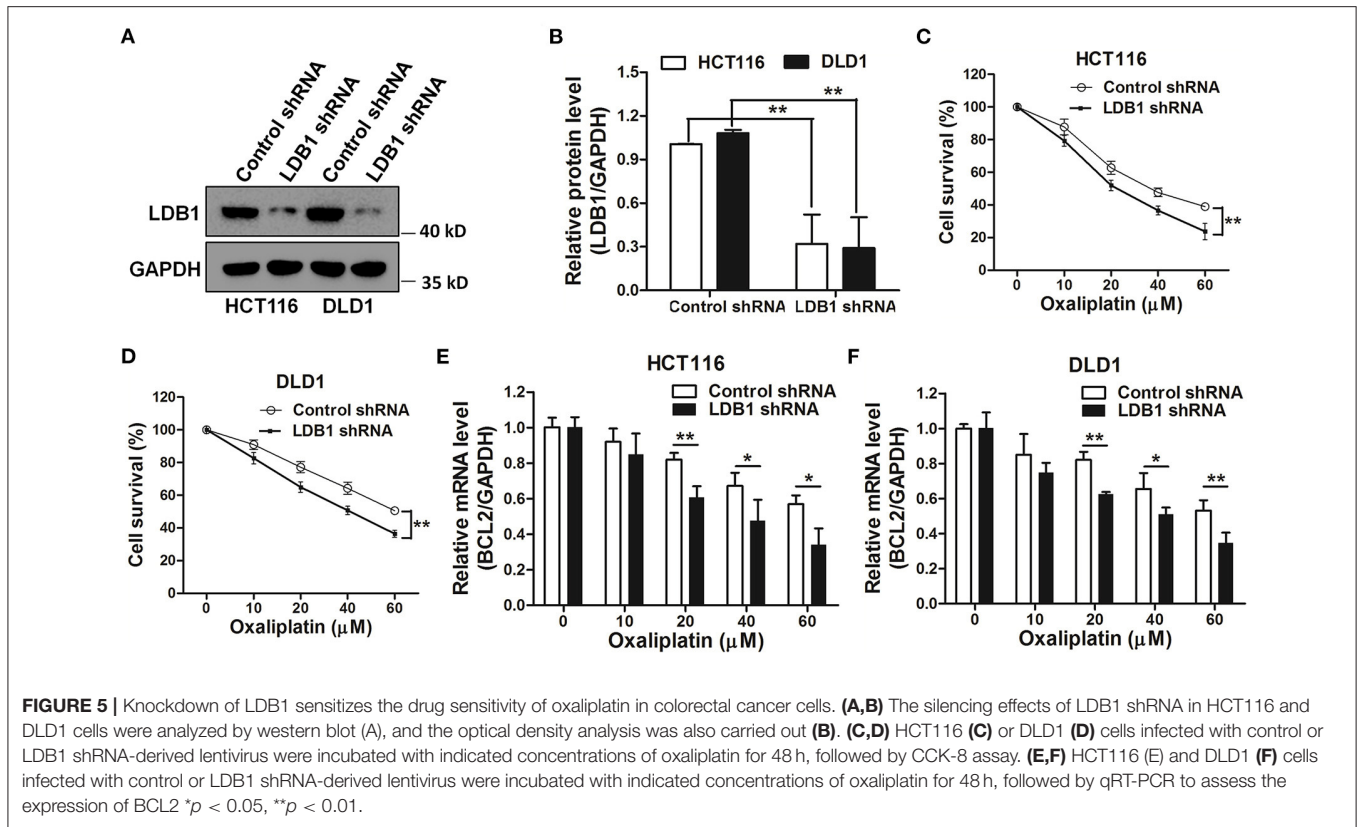 A
Control shRNA
LDB1 shRNA
Control shRNA
LDB1 shRNA
LDB1
40 kD
GAPDH
35 kD
HCT116 DLD1
B
HCT116 DLD1
Relative protein level
(LDB1/GAPDH)
1.5
1.2
0.9
0.6
0.3
0.0
**
**
Control shRNA LDB1 shRNA
C
HCT116
Control shRNA
LDB1 shRNA
Cell survival (%)
120
100
80
60
40
20
0
**
0 10 20 40 60
Oxaliplatin (μM)
D
DLD1
Control shRNA
LDB1 shRNA
Cell survival (%)
120
100
80
60
40
20
0
**
0 10 20 40 60
Oxaliplatin (μM)
E
HCT116
Control shRNA
LDB1 shRNA
Relative mRNA level
(BCL2/GAPDH)
1.2
1.0
0.8
0.6
0.4
0.2
0.0
**
*
*
0 10 20 40 60
Oxaliplatin (μM)
F
DLD1
Control shRNA
LDB1 shRNA
Relative mRNA level
(BCL2/GAPDH)
1.2
1.0
0.8
0.6
0.4
0.2
0.0
**
*
**
0 10 20 40 60
Oxaliplatin (μM)
FIGURE 5 | Knockdown of LDB1 sensitizes the drug sensitivity of oxaliplatin in colorectal cancer cells. (A,B) The silencing effects of LDB1 shRNA in HCT116 and
DLD1 cells were analyzed by western blot (A), and the optical density analysis was also carried out (B). (C,D) HCT116 (C) or DLD1 (D) cells infected with control or
LDB1 shRNA-derived lentivirus were incubated with indicated concentrations of oxaliplatin for 48 h, followed by CCK-8 assay. (E,F) HCT116 (E) and DLD1 (F) cells
infected with control or LDB1 shRNA-derived lentivirus were incubated with indicated concentrations of oxaliplatin for 48 h, followed by qRT-PCR to assess the
expression of BCL2 *p < 0.05, **p < 0.01.